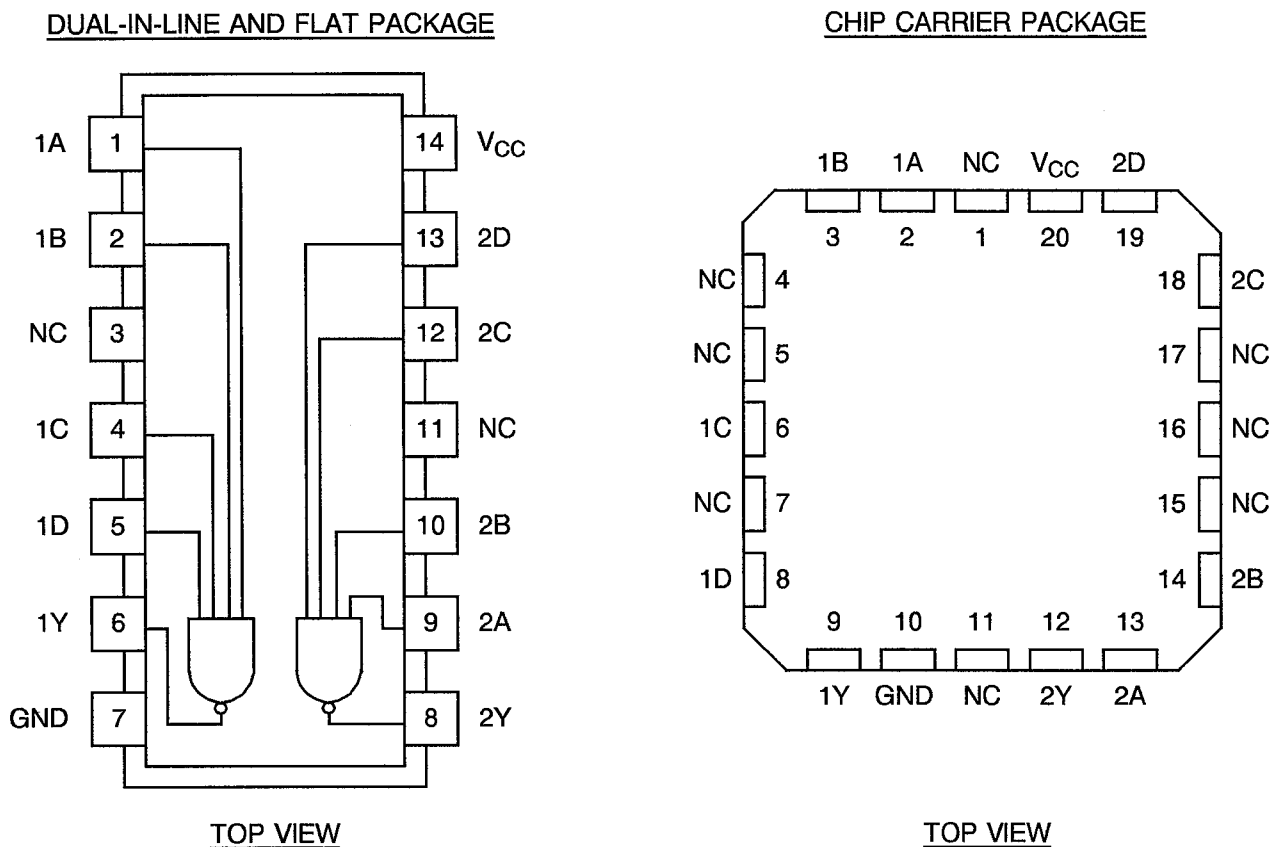 DUAL-IN-LINE AND FLAT PACKAGE
1A 1 14 VCC
1B 2 13 2D
NC 3 12 2C
1C 4 11 NC
1D 5 10 2B
1Y 6 9 2A
GND 7 8 2Y
TOP VIEW
CHIP CARRIER PACKAGE
1B 1A NC VCC 2D
3 2 1 20 19
NC 4 18 2C
NC 5 17 NC
1C 6 16 NC
NC 7 15 NC
1D 8 14 2B
9 10 11 12 13
1Y GND NC 2Y 2A
TOP VIEW